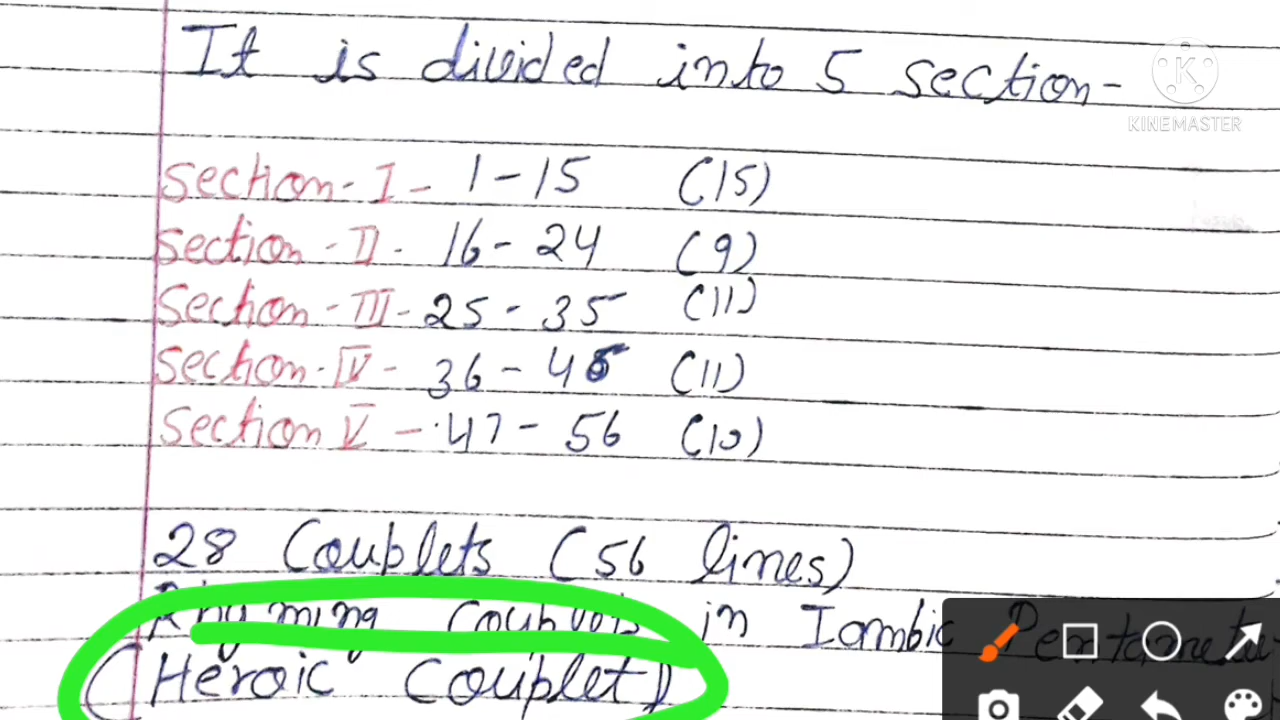 It is divided into 5 section-
KINEMASTER
Section - I - 1 - 15 (15)
Section - II - 16 - 24 (9)
Section - III - 25 - 35 (11)
Section - IV - 36 - 46 (11)
Section V - 47 - 56 (10)
28 Couplets (56 lines)
Rhyming Couplets in Iambic Pentameter
(Heroic Couplet)